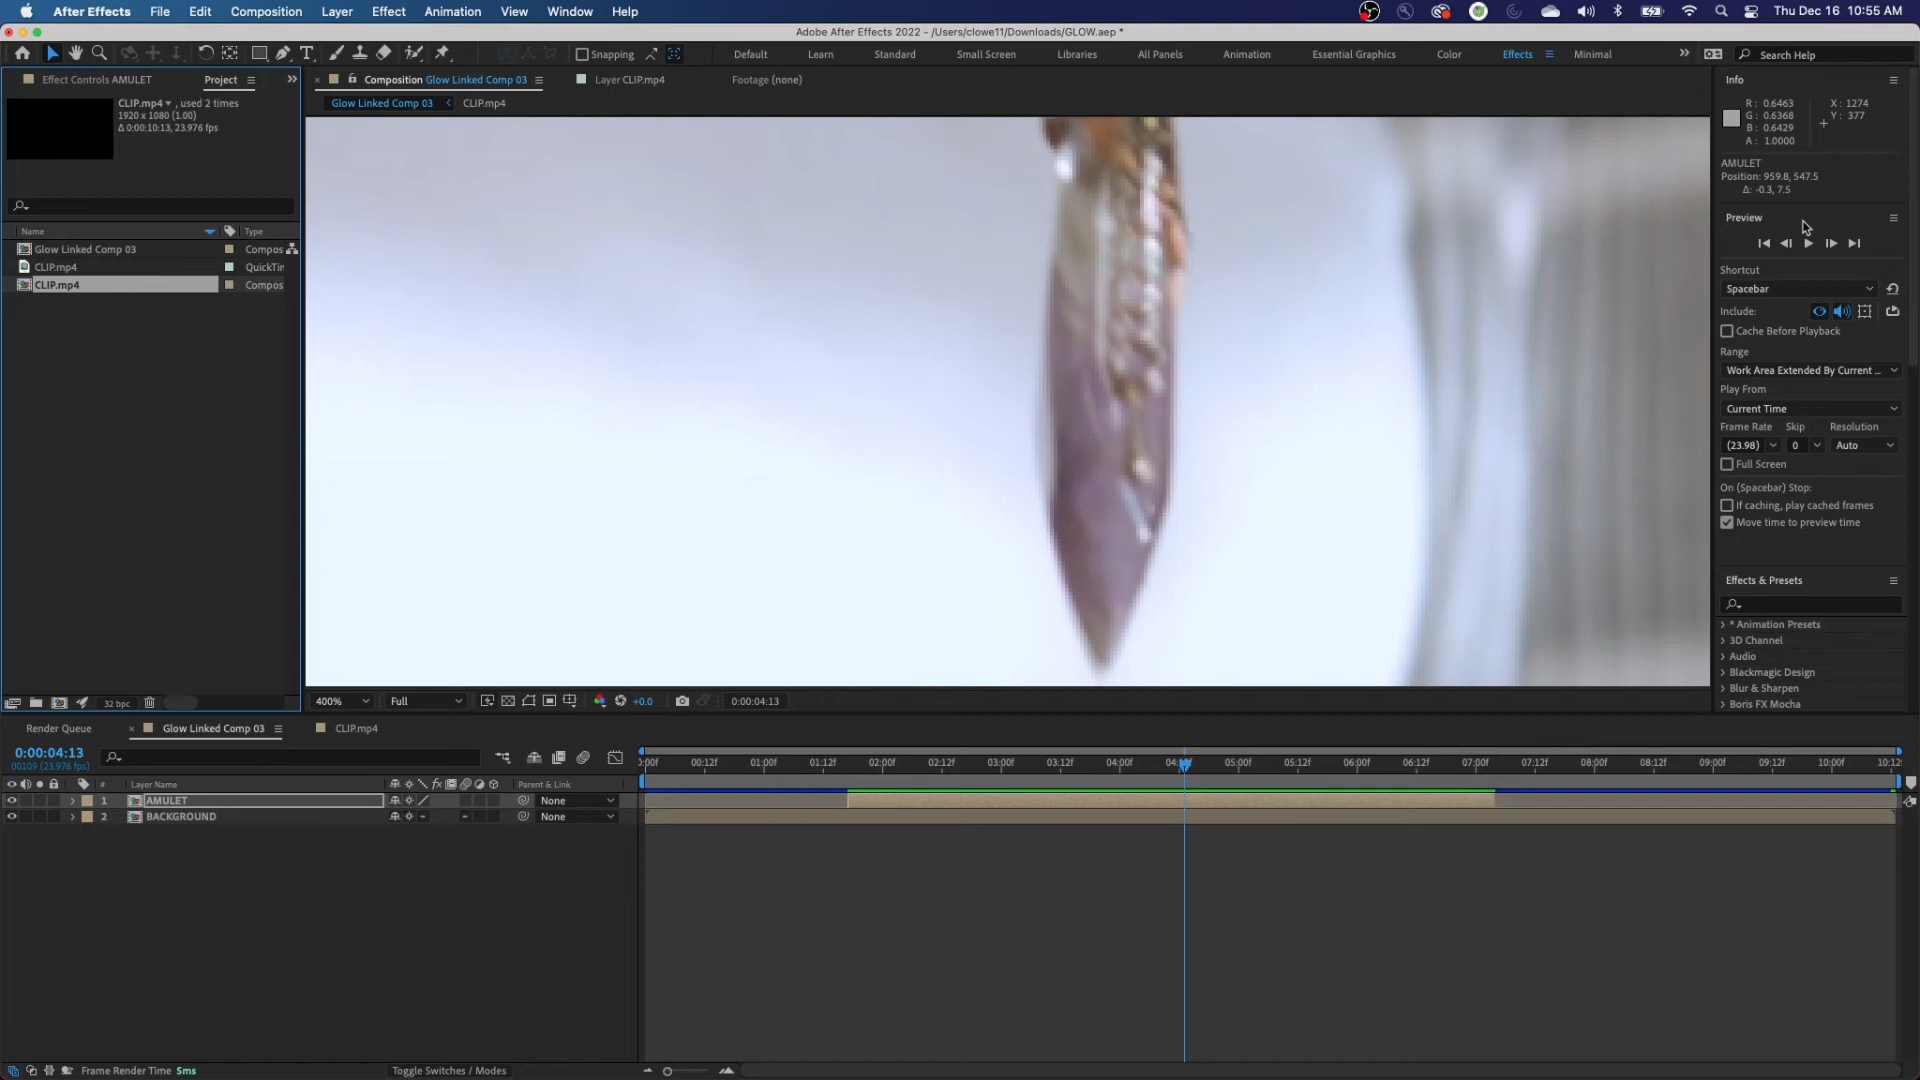 After Effects File Edit Composition Layer Effect Animation View Window Help Thu Dec 16 10:55 AM
Adobe After Effects 2022 - /Users/clowe11/Downloads/GLOW.aep *
Snapping Default Learn Standard Small Screen Libraries All Panels Animation Essential Graphics Color Effects Minimal Search Help
Effect Controls AMULET Project Composition Glow Linked Comp 03 Layer CLIP.mp4 Footage (none) Info
CLIP.mp4 , used 2 times
1920 x 1080 (1.00)
Δ 0:00:10:13, 23.976 fps
Glow Linked Comp 03 CLIP.mp4
R : 0.6463 X : 1274
G : 0.6368 Y : 377
B : 0.6429
A : 1.0000
AMULET
Position: 959.8, 547.5
Δ: -0.3, 7.5
Preview
Name Type
Glow Linked Comp 03 Compos
CLIP.mp4 QuickTin
CLIP.mp4 Compos
Shortcut
Spacebar
Include:
Cache Before Playback
Range
Work Area Extended By Current ...
Play From
Current Time
Frame Rate Skip Resolution
(23.98) 0 Auto
Full Screen
On (Spacebar) Stop:
If caching, play cached frames
Move time to preview time
Effects & Presets
* Animation Presets
3D Channel
Audio
Blackmagic Design
Blur & Sharpen
Boris FX Mocha
32 bpc 400% Full +0.0 0:00:04:13
Render Queue Glow Linked Comp 03 CLIP.mp4
0:00:04:13
00109 (23.976 fps)
:00f 00:12f 01:00f 01:12f 02:00f 02:12f 03:00f 03:12f 04:00f 05:00f 05:12f 06:00f 06:12f 07:00f 07:12f 08:00f 08:12f 09:00f 09:12f 10:00f
# Layer Name fx Parent & Link
1 AMULET None
2 BACKGROUND None
Frame Render Time 5ms Toggle Switches / Modes